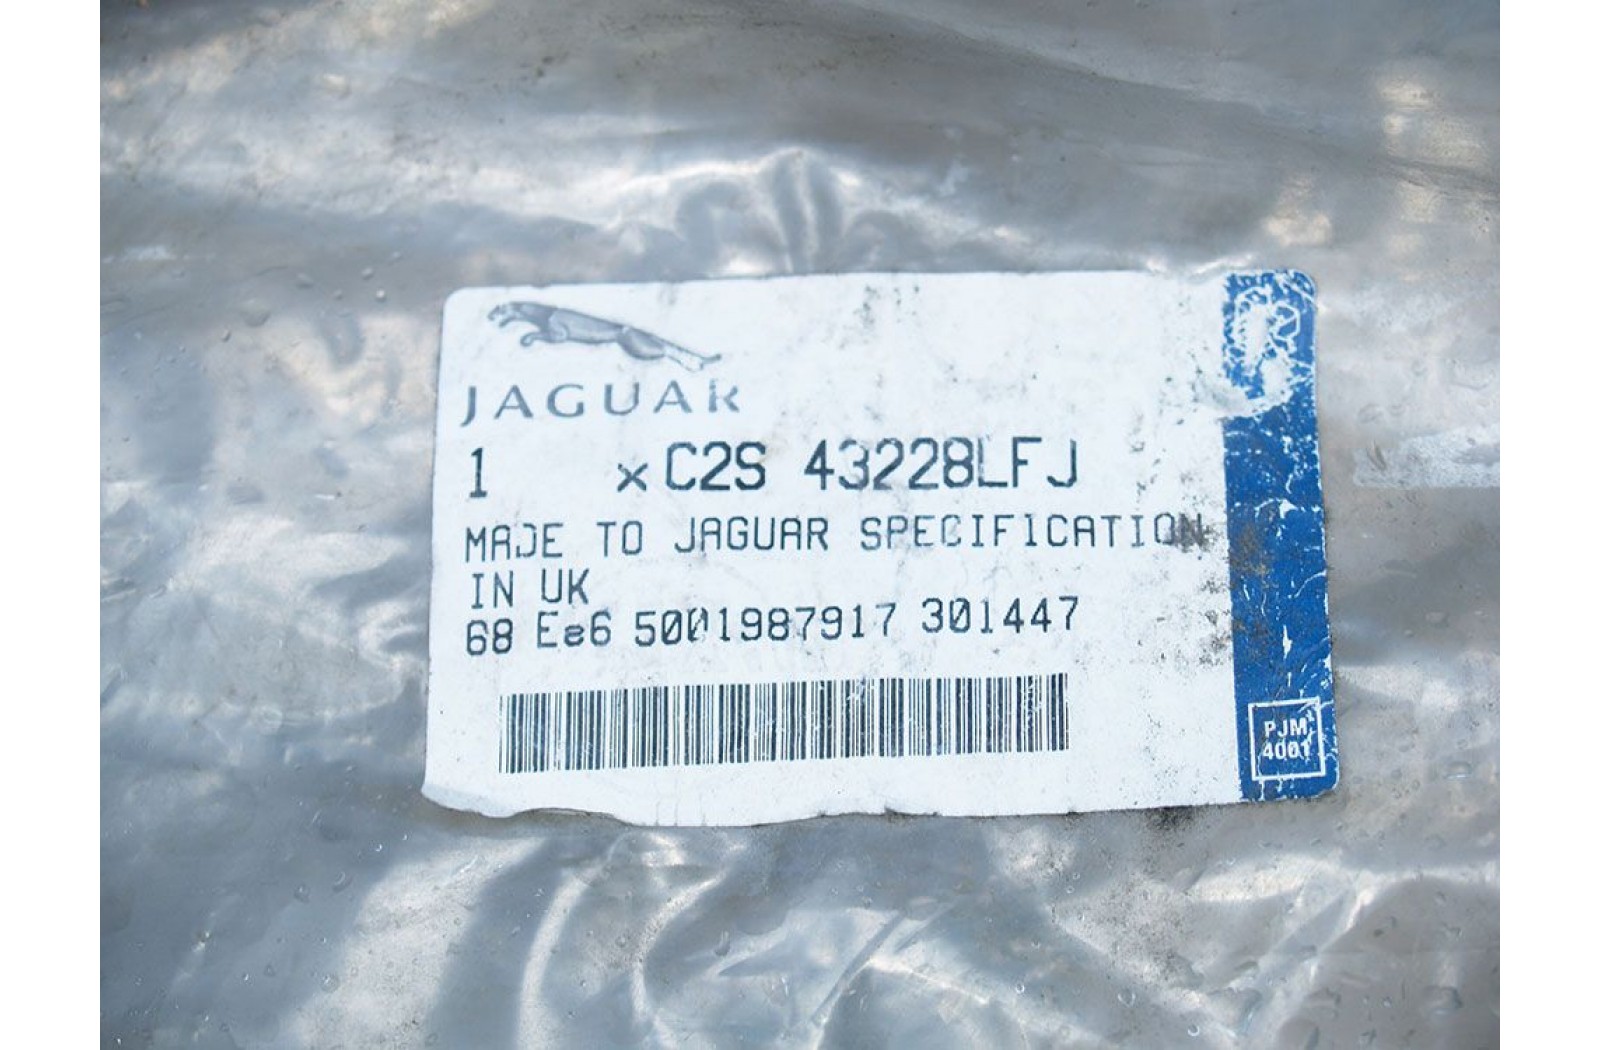 JAGUAR
1 x C2S 43228LFJ
MADE TO JAGUAR SPECIFICATION
IN UK
68 Ee6 5001987917 301447
PJM
4001